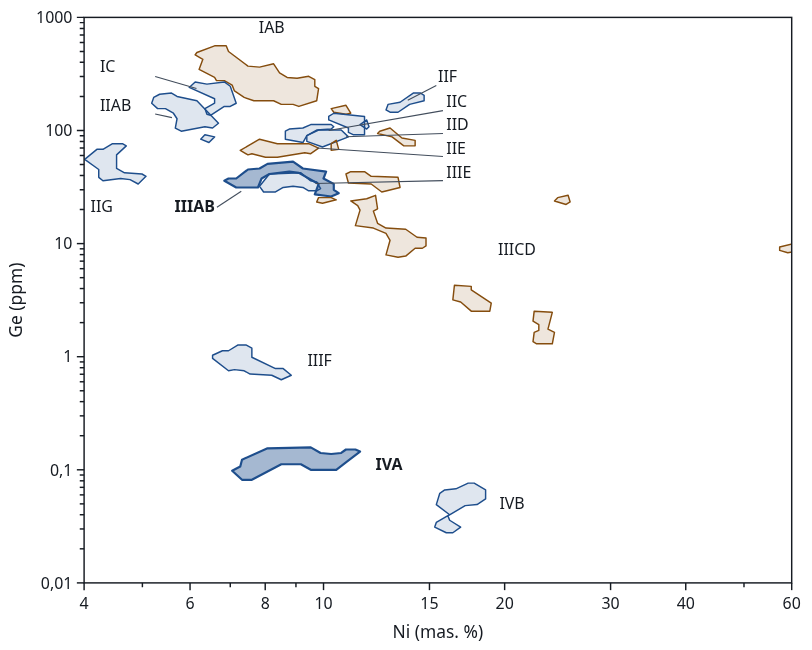 1000
IAB
IC
IIF
IIAB
IIC
100
IID
IIE
IIIE
IIG
IIIAB
10
IIICD
Ge (ppm)
1
IIIF
0,1
IVA
IVB
0,01
4 6 8 10 15 20 30 40 60
Ni (mas. %)